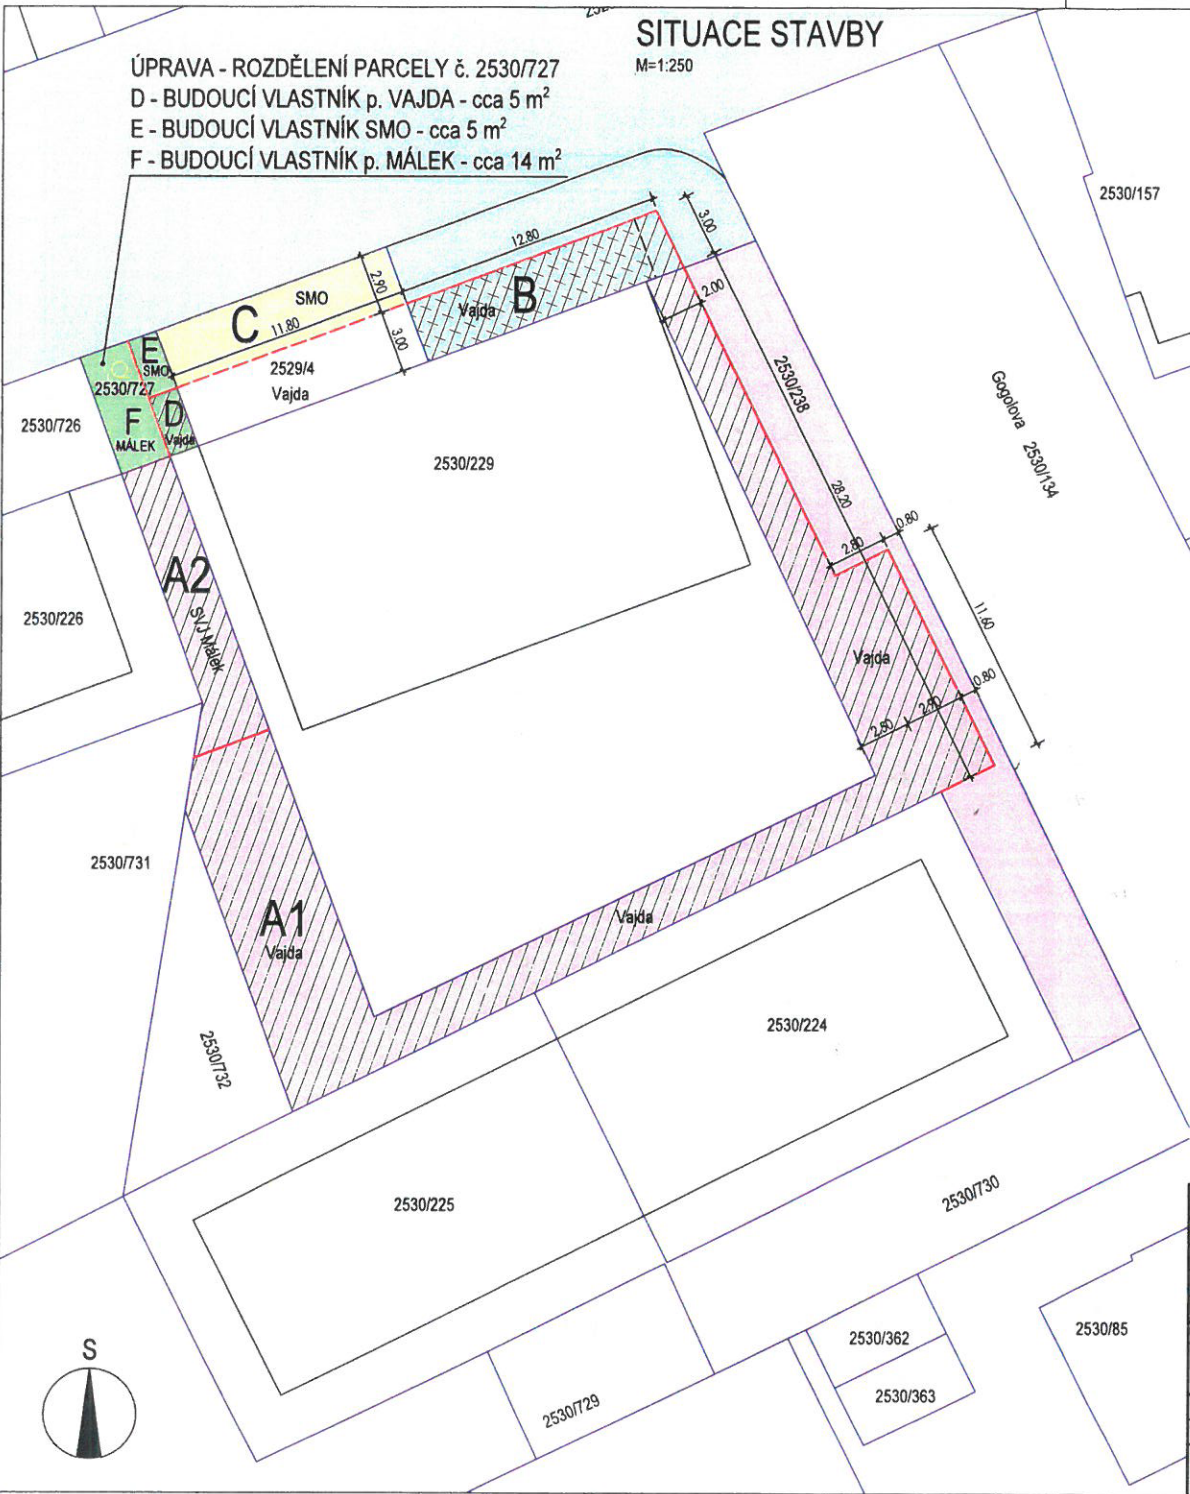 SITUACE STAVBY
M=1:250
ÚPRAVA - ROZDĚLENÍ PARCELY č. 2530/727
D - BUDOUCÍ VLASTNÍK p. VAJDA - cca 5 m²
E - BUDOUCÍ VLASTNÍK SMO - cca 5 m²
F - BUDOUCÍ VLASTNÍK p. MÁLEK - cca 14 m²
2530/157
3.00
12.80
2.90
SMO
C
11.80
Vajda
B
2.00
3.00
E
SMO
2529/4
Vajda
2530/727
2530/238
D
Vajda
F
MÁLEK
2530/726
2530/229
Gogolova 2530/134
28.20
0.80
2.80
A2
SVJ Málek
2530/226
11.60
Vajda
0.80
2.90
2.80
2530/731
A1
Vajda
Vajda
2530/224
2530/732
2530/225
2530/730
2530/362
2530/85
S
2530/363
2530/729